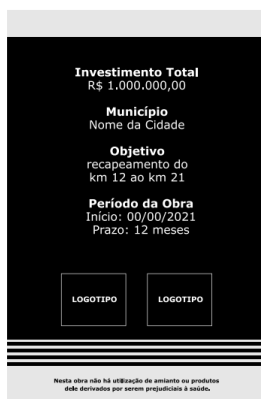 Investimento Total
R$ 1.000.000,00
Município
Nome da Cidade
Objetivo
recapeamento do
km 12 ao km 21
Período da Obra
Início: 00/00/2021
Prazo: 12 meses
LOGOTIPO LOGOTIPO
Nesta obra não há utilização de amianto ou produtos
dele derivados por serem prejudiciais à saúde.